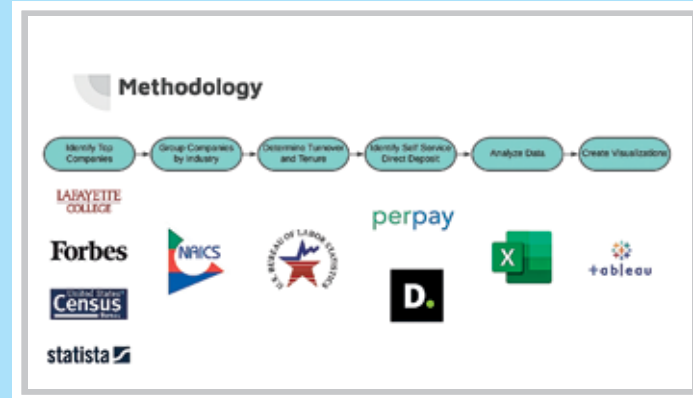 Methodology
Identify Top
Companies
Group Companies
by Industry
Determine Turnover
and Tenure
Identify Self Service
Direct Deposit
Analyze Data
Create Visualizations
LAFAYETTE
COLLEGE
Forbes
United States
Census
Bureau
statista
NAICS
U.S. BUREAU OF LABOR STATISTICS
perpay
D.
X
tableau